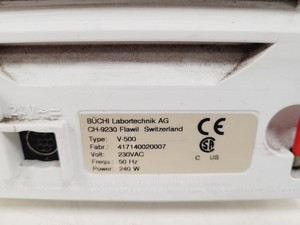 BÜCHI Labortechnik AG
CH-9230 Flawil Switzerland
Type: V-500
Fabr.: 417140020007
Volt: 230VAC
Frequ.: 50 Hz
Power: 240 W
CE
C US